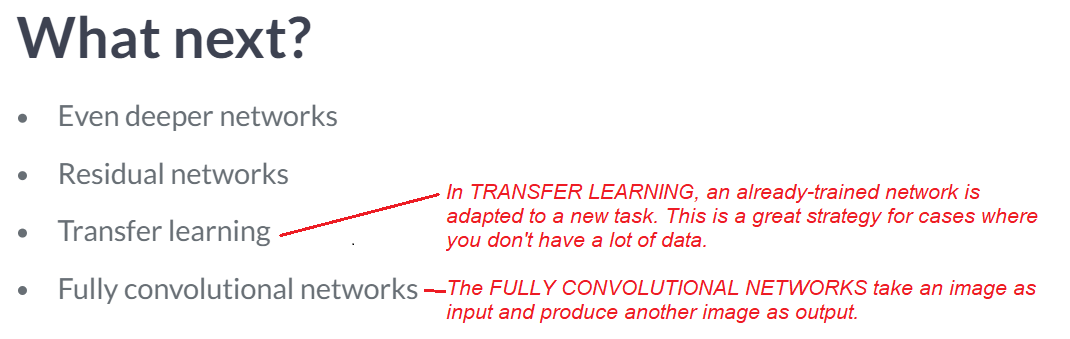 What next?
• Even deeper networks
• Residual networks
• Transfer learning
In TRANSFER LEARNING, an already-trained network is
adapted to a new task. This is a great strategy for cases where
you don't have a lot of data.
• Fully convolutional networks
The FULLY CONVOLUTIONAL NETWORKS take an image as
input and produce another image as output.